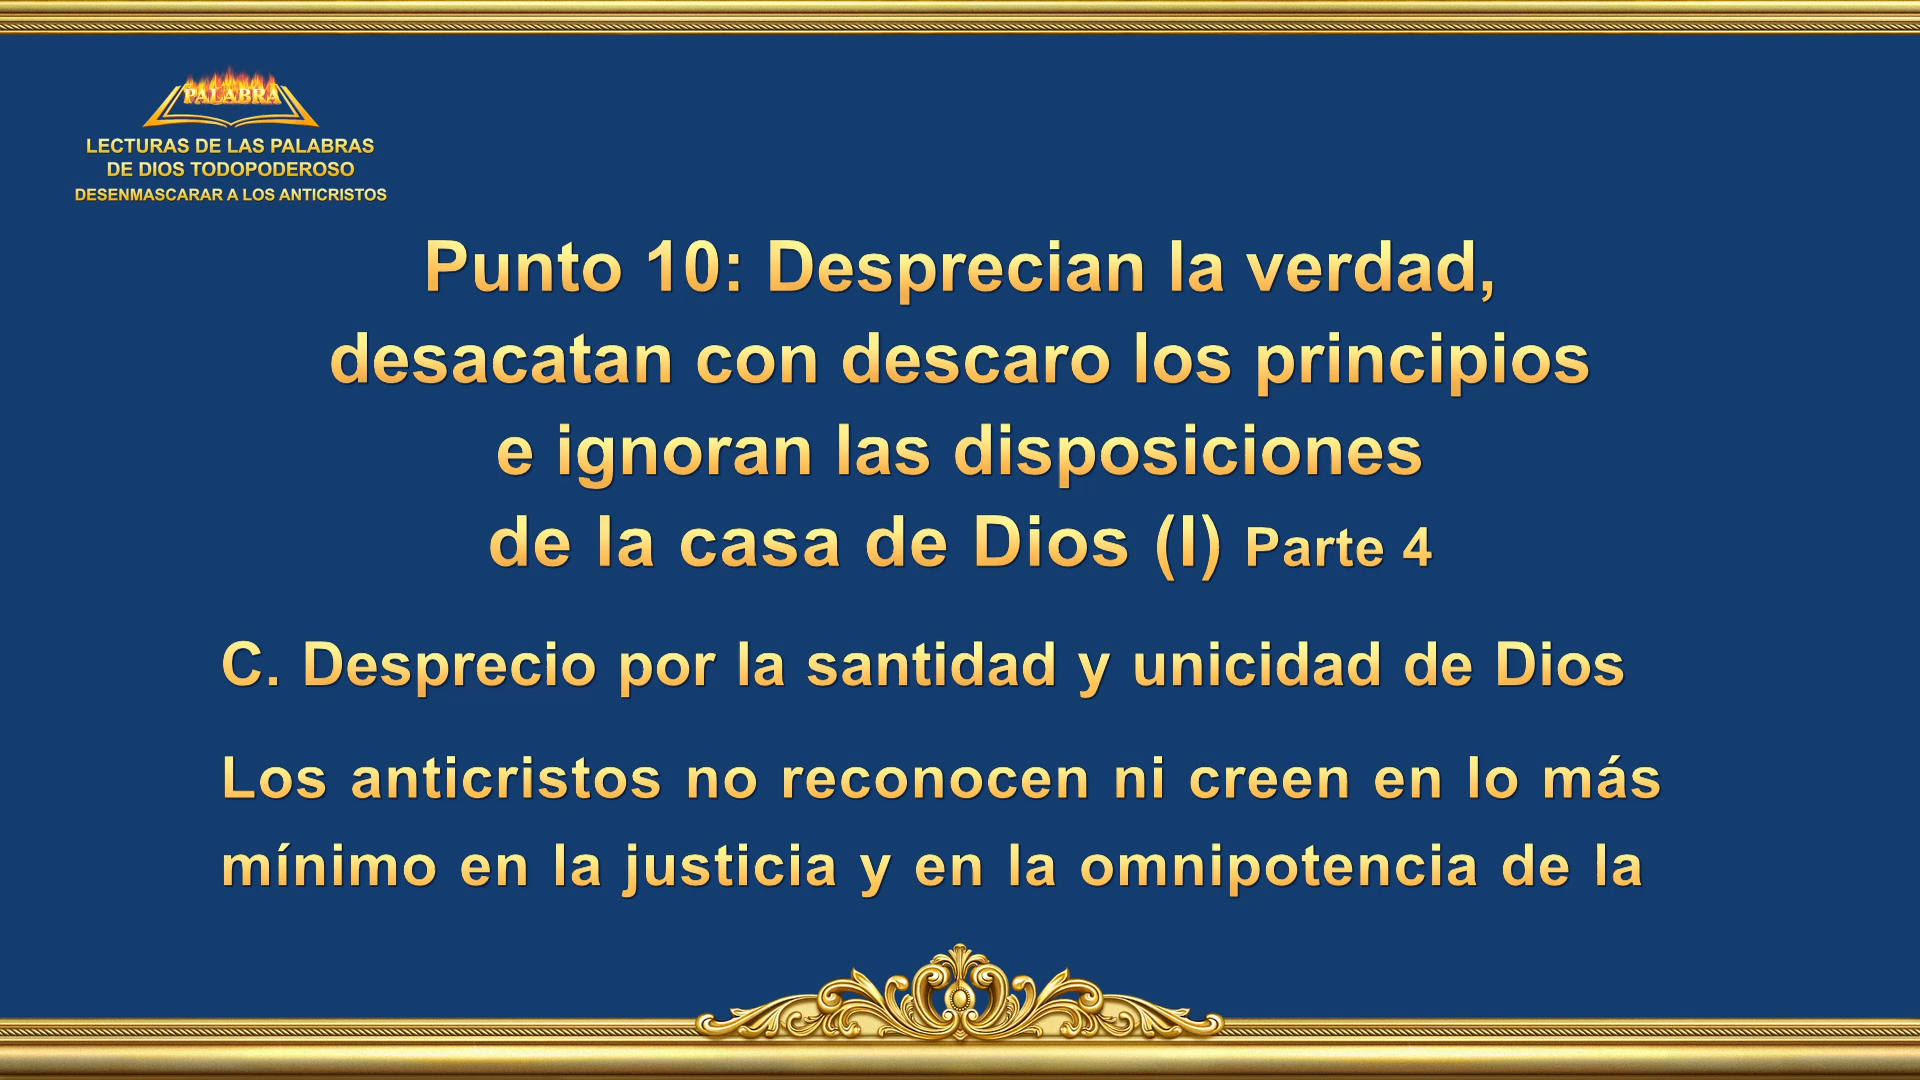 PALABRA
LECTURAS DE LAS PALABRAS
DE DIOS TODOPODEROSO
DESENMASCARAR A LOS ANTICRISTOS
Punto 10: Desprecian la verdad,
desacatan con descaro los principios
e ignoran las disposiciones
de la casa de Dios (I) Parte 4
C. Desprecio por la santidad y unicidad de Dios
Los anticristos no reconocen ni creen en lo más
mínimo en la justicia y en la omnipotencia de la